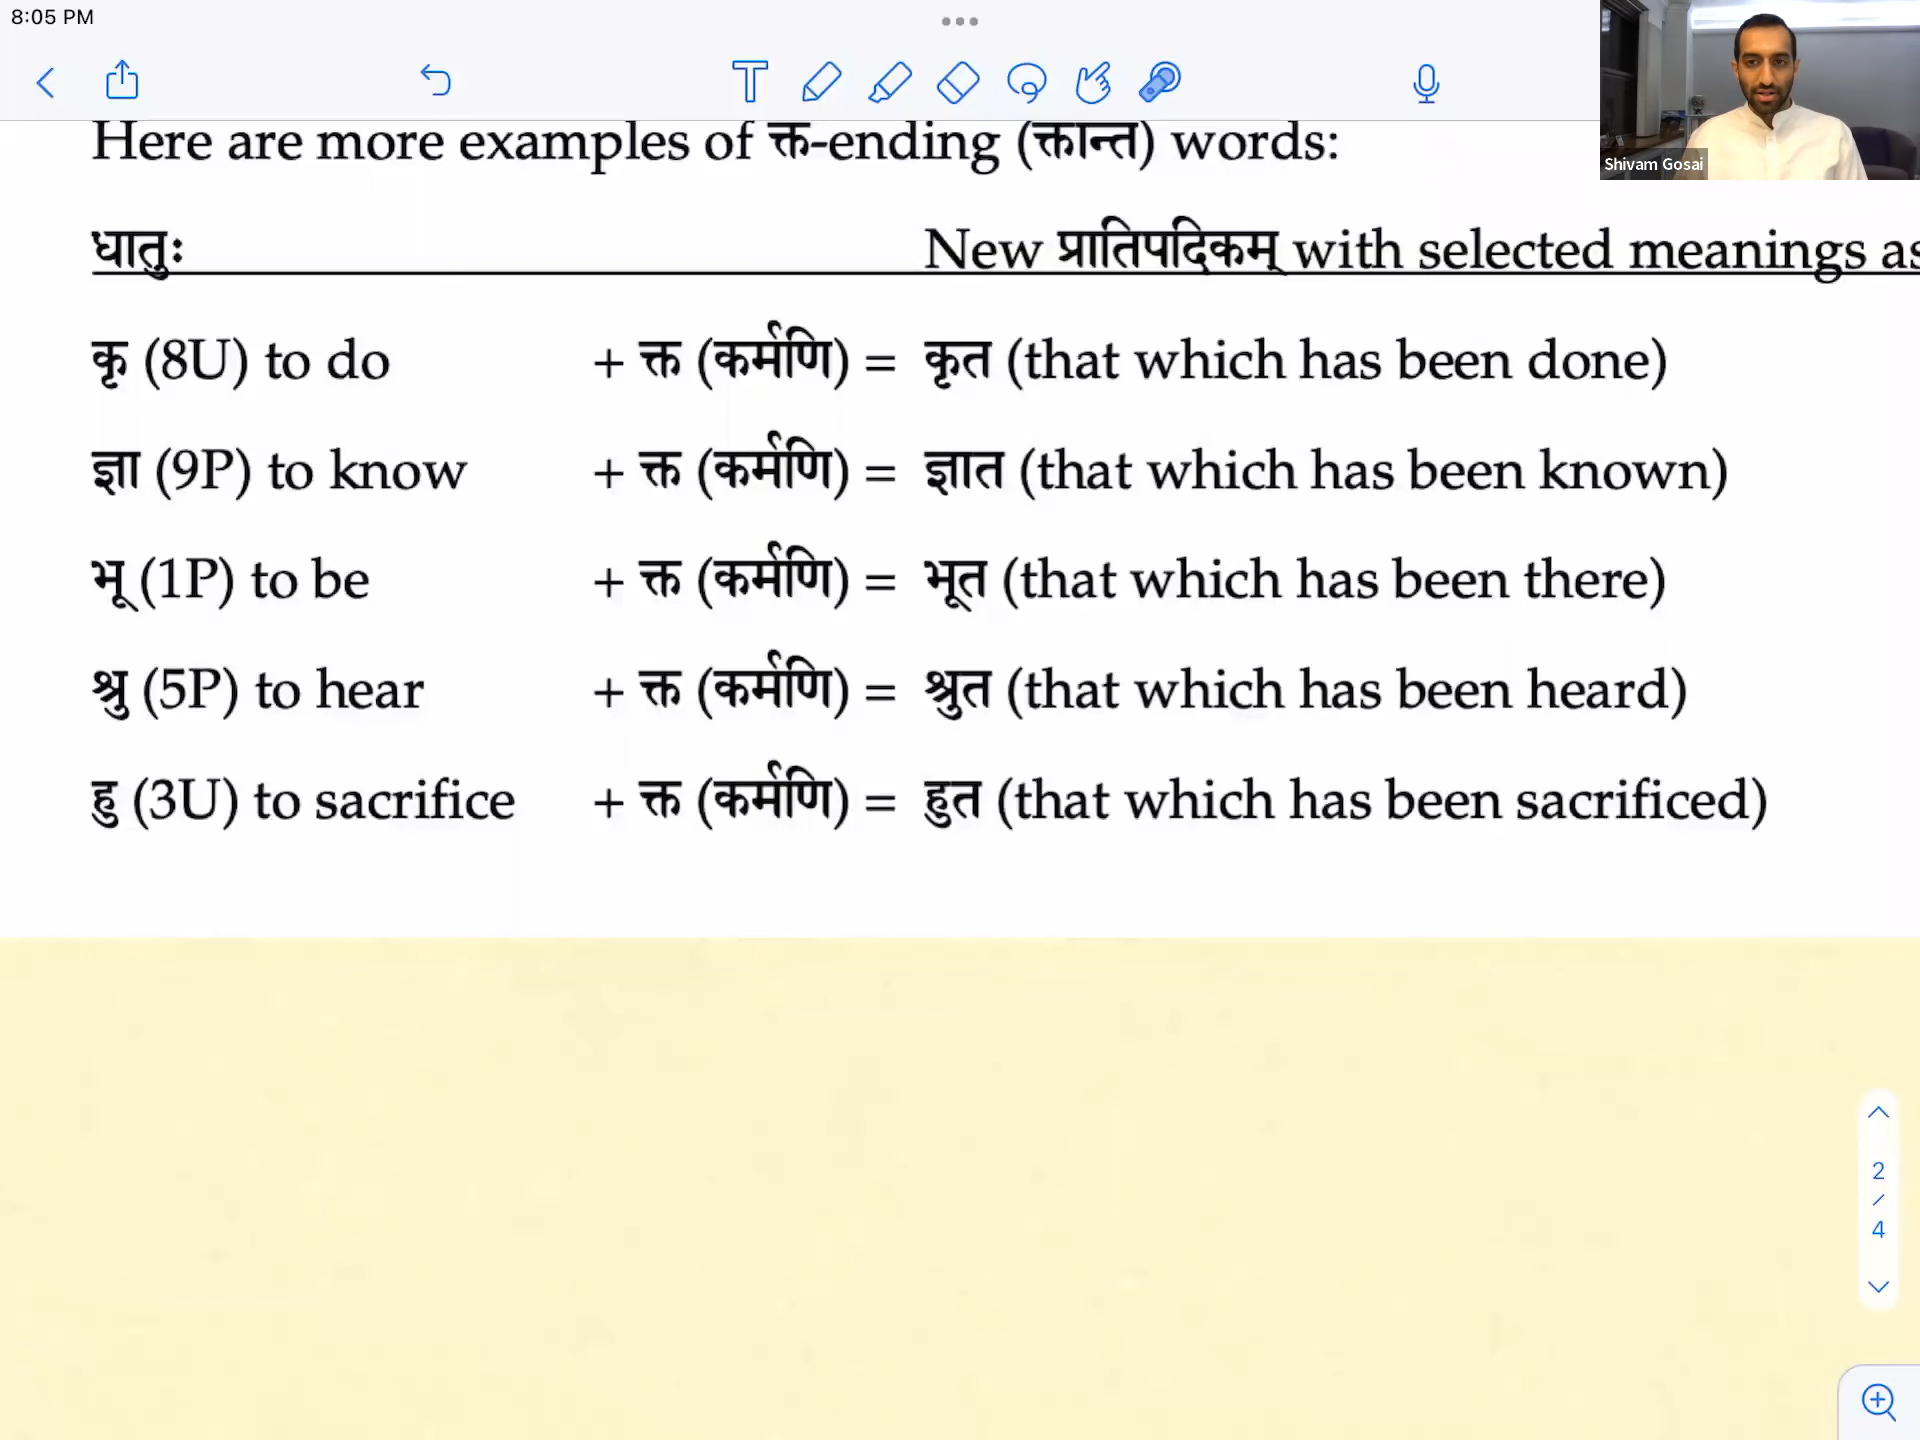 8:05 PM
Shivam Gosai
Here are more examples of क्त-ending (क्तान्त) words:
धातुः New प्रातिपदिकम् with selected meanings as
कृ (8U) to do + क्त (कर्मणि) = कृत (that which has been done)
ज्ञा (9P) to know + क्त (कर्मणि) = ज्ञात (that which has been known)
भू (1P) to be + क्त (कर्मणि) = भूत (that which has been there)
श्रु (5P) to hear + क्त (कर्मणि) = श्रुत (that which has been heard)
हु (3U) to sacrifice + क्त (कर्मणि) = हुत (that which has been sacrificed)
2
/
4